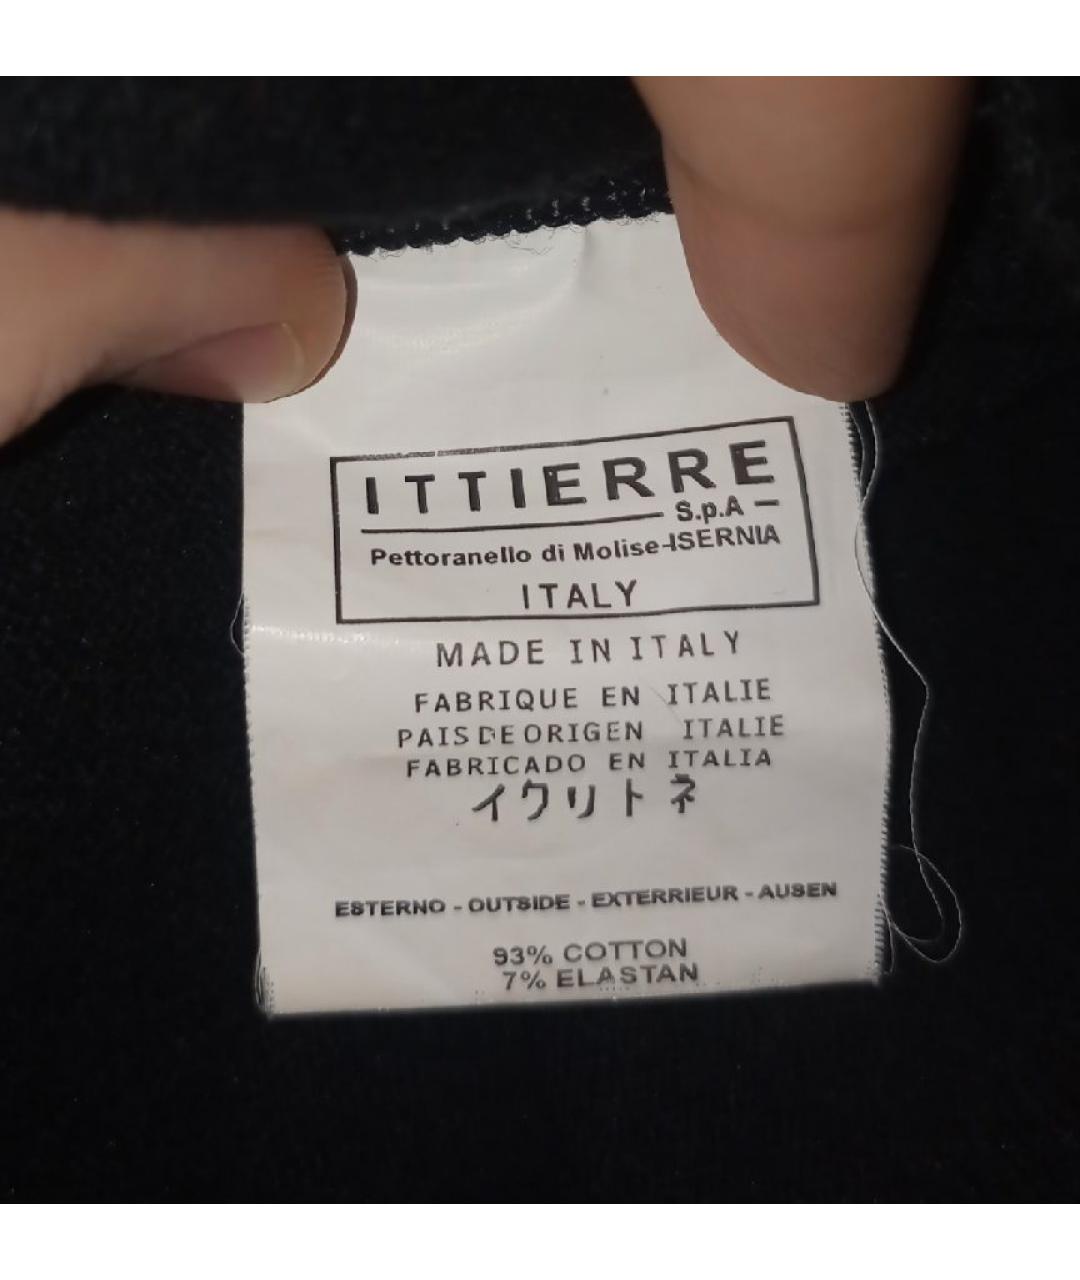 ITTIERRE
S.p.A
Pettoranello di Molise-ISERNIA
ITALY
MADE IN ITALY
FABRIQUE EN ITALIE
PAIS DE ORIGEN ITALIE
FABRICADO EN ITALIA
イクリトネ
ESTERNO - OUTSIDE - EXTERRIEUR - AUSEN
93% COTTON
7% ELASTAN